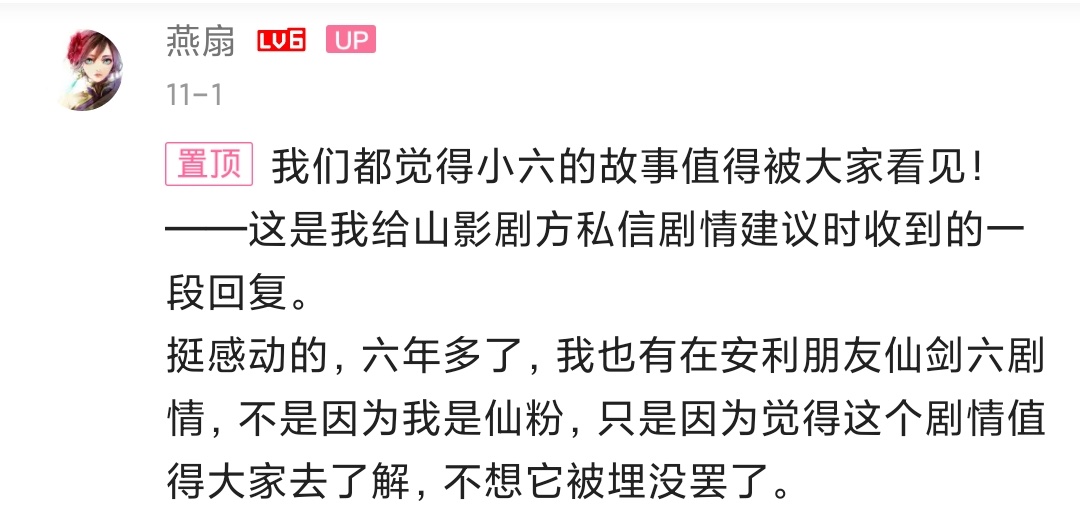 燕扇 LV6 UP
11-1
置顶 我们都觉得小六的故事值得被大家看见！
——这是我给山影剧方私信剧情建议时收到的一
段回复。
挺感动的，六年多了，我也有在安利朋友仙剑六剧
情，不是因为我是仙粉，只是因为觉得这个剧情值
得大家去了解，不想它被埋没罢了。